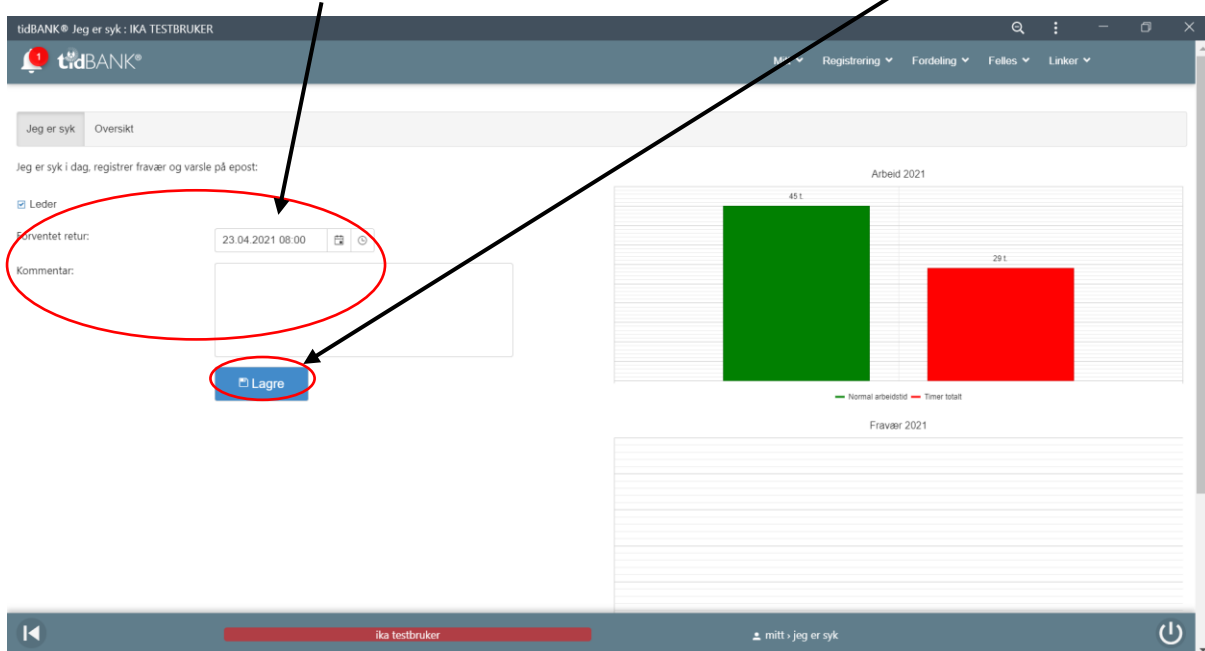 tidBANK® Jeg er syk : IKA TESTBRUKER
1
tidBANK®
Mitt Registrering Fordeling Felles Linker
Jeg er syk Oversikt
Jeg er syk i dag, registrer fravær og varsle på epost:
Leder
Forventet retur:
23.04.2021 08:00
Kommentar:
Lagre
Arbeid 2021
45 t.
29 t.
Normal arbeidstid Timer totalt
Fravær 2021
ika testbruker
mitt › jeg er syk